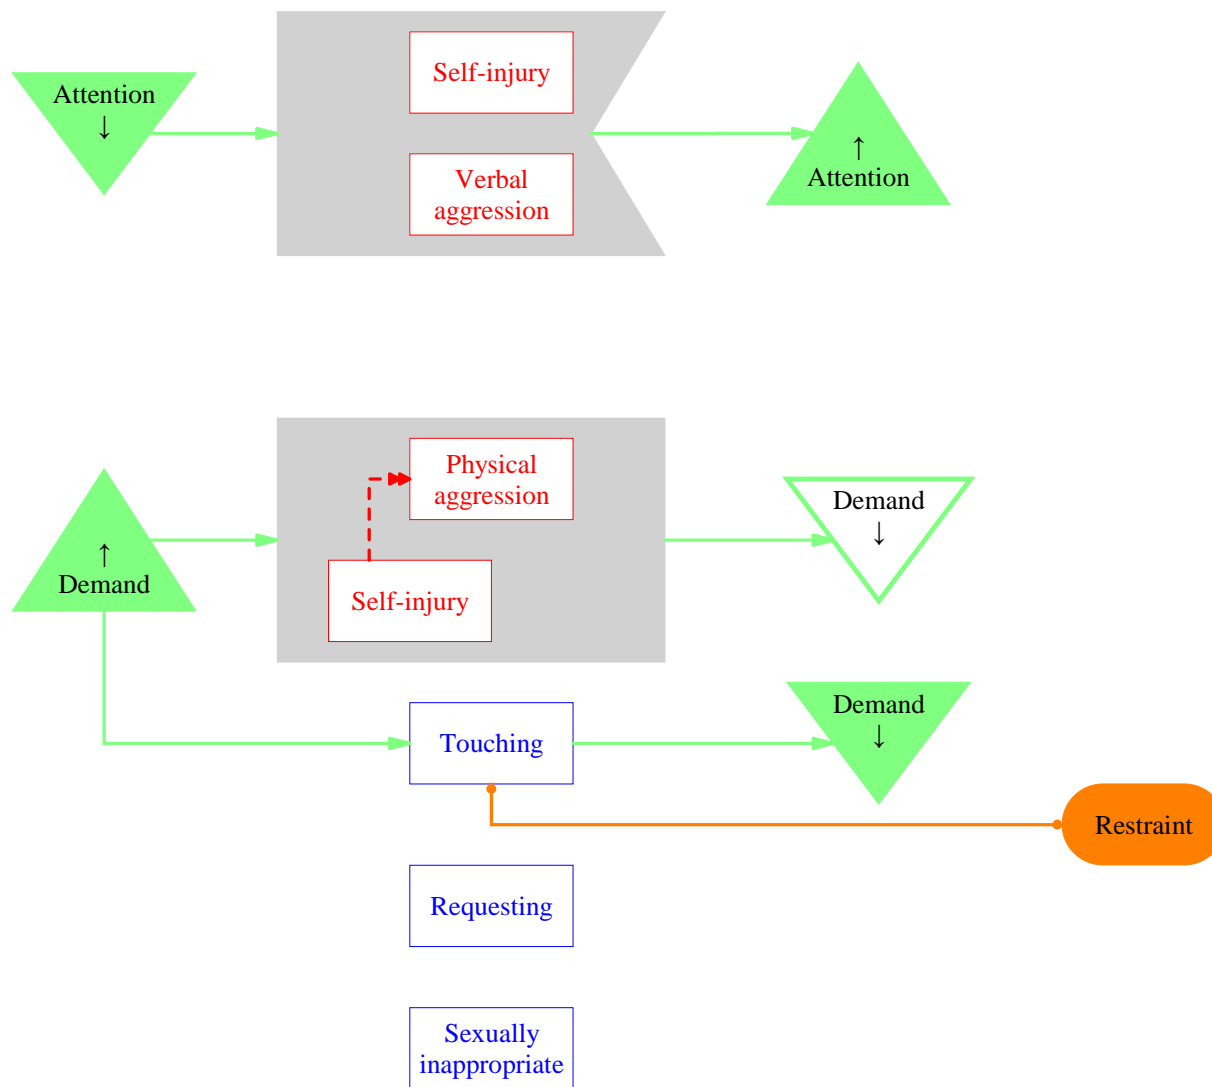 Self-injury
Attention
↓
Verbal
aggression
↑
Attention
Physical
aggression
Demand
↓
↑
Demand
Self-injury
Touching
Demand
↓
Restraint
Requesting
Sexually
inappropriate